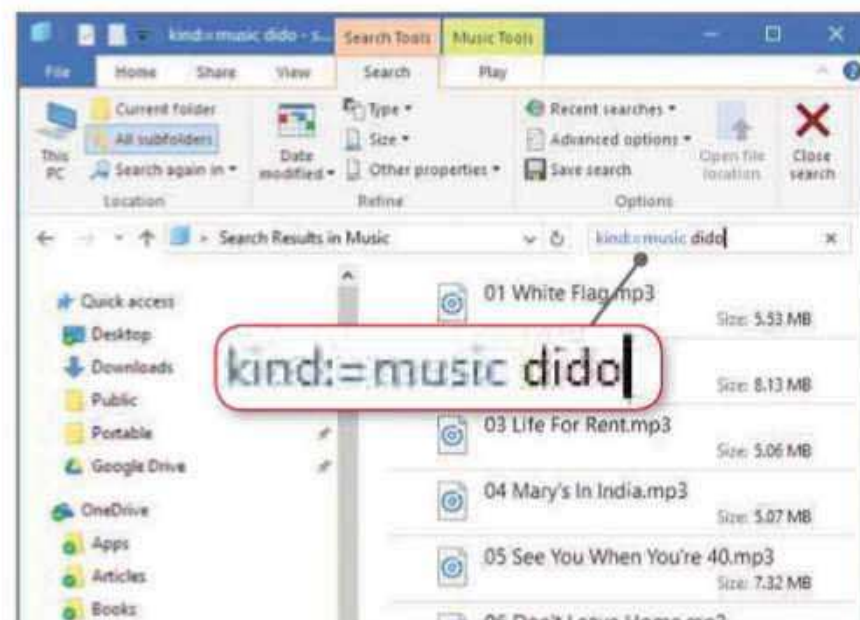 kind:=music dido - s...
Search Tools
Music Tools
File
Home
Share
View
Search
Play
This PC
Current folder
All subfolders
Search again in
Location
Date modified
Type
Size
Other properties
Refine
Recent searches
Advanced options
Save search
Open file location
Options
Close search
Search Results in Music
kind:=music dido
Quick access
Desktop
Downloads
Public
Portable
Google Drive
OneDrive
Apps
Articles
Books
01 White Flag.mp3
Size: 5.53 MB
kind:=music dido
Size: 8.13 MB
03 Life For Rent.mp3
Size: 5.06 MB
04 Mary's In India.mp3
Size: 5.07 MB
05 See You When You're 40.mp3
Size: 7.32 MB